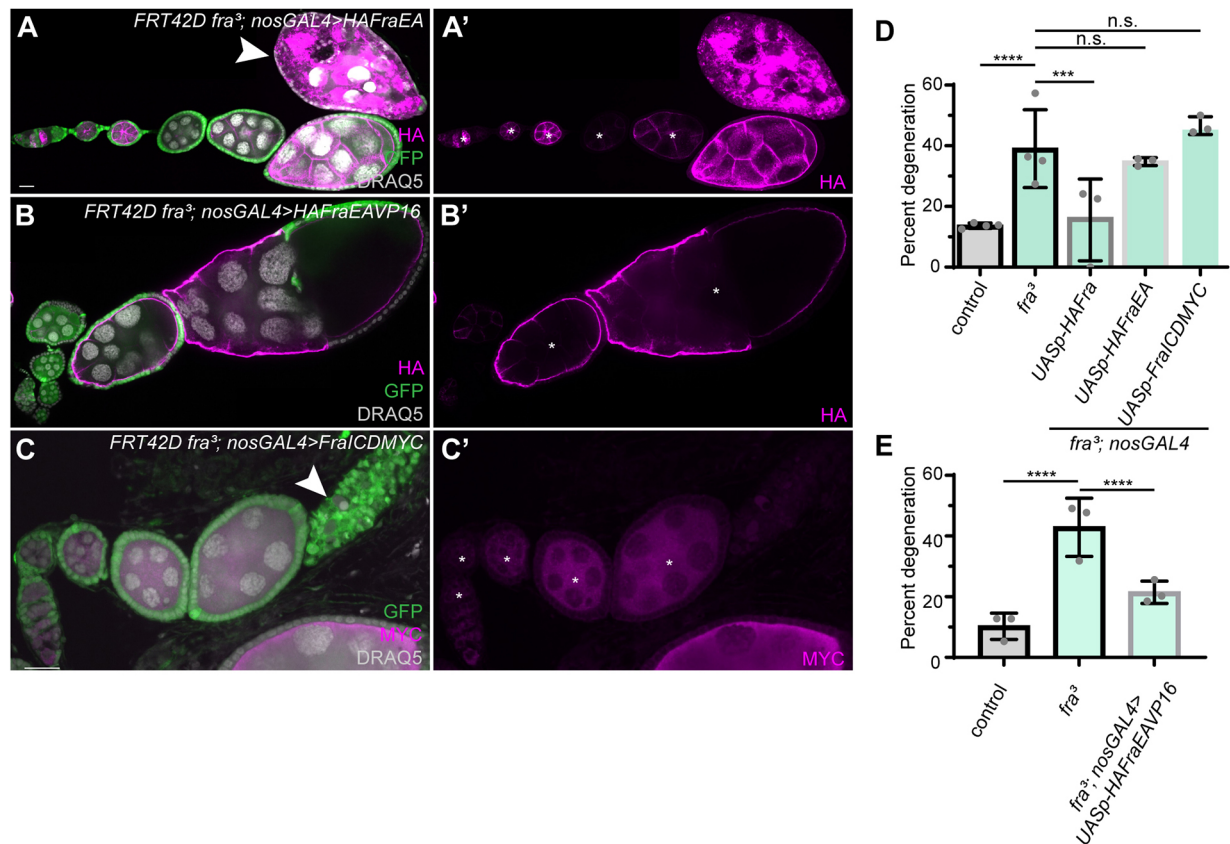 A
FRT42D fra³; nosGAL4>HAFraEA
HA
GFP
DRAQ5
A’
*
*
*
*
*
HA
B
FRT42D fra³; nosGAL4>HAFraEAVP16
HA
GFP
DRAQ5
B’
*
*
HA
C
FRT42D fra³; nosGAL4>FraICDMYC
GFP
MYC
DRAQ5
C’
*
*
*
*
*
MYC
D
n.s.
n.s.
****
***
Percent degeneration
60
40
20
0
control
fra³
UASp-HAFra
UASp-HAFraEA
UASp-FraICDMYC
fra³; nosGAL4
E
****
****
Percent degeneration
60
40
20
0
control
fra³
fra³; nosGAL4>
UASp-HAFraEAVP16